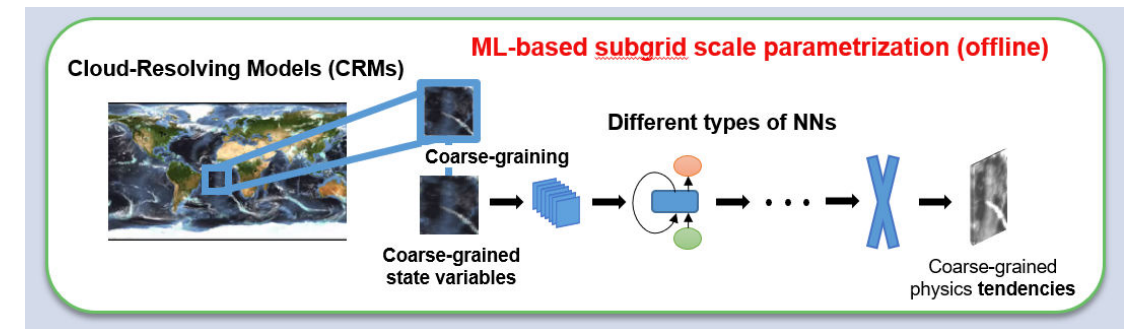 ML-based subgrid scale parametrization (offline)
Cloud-Resolving Models (CRMs)
Different types of NNs
Coarse-graining
Coarse-grained
state variables
Coarse-grained
physics tendencies